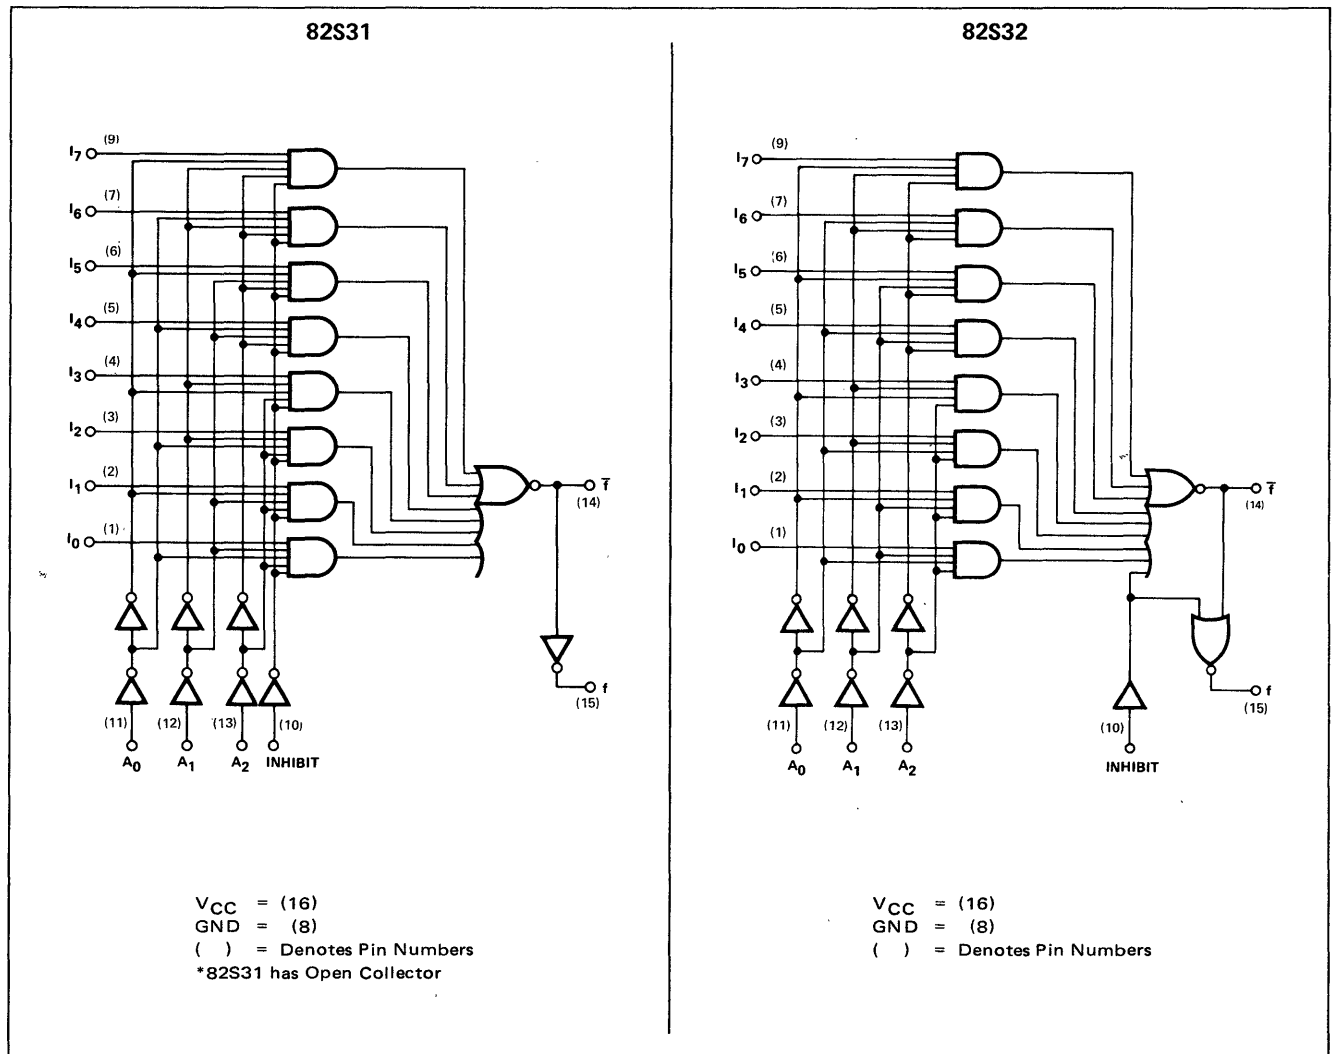 82S31
I7 (9)
I6 (7)
I5 (6)
I4 (5)
I3 (4)
I2 (3)
I1 (2)
I0 (1)
f̅
(14)
f
(15)
(11) (12) (13) (10)
A0 A1 A2 INHIBIT
VCC = (16)
GND = (8)
( ) = Denotes Pin Numbers
*82S31 has Open Collector
82S32
I7 (9)
I6 (7)
I5 (6)
I4 (5)
I3 (4)
I2 (3)
I1 (2)
I0 (1)
f̅
(14)
f
(15)
(11) (12) (13) (10)
A0 A1 A2 INHIBIT
VCC = (16)
GND = (8)
( ) = Denotes Pin Numbers